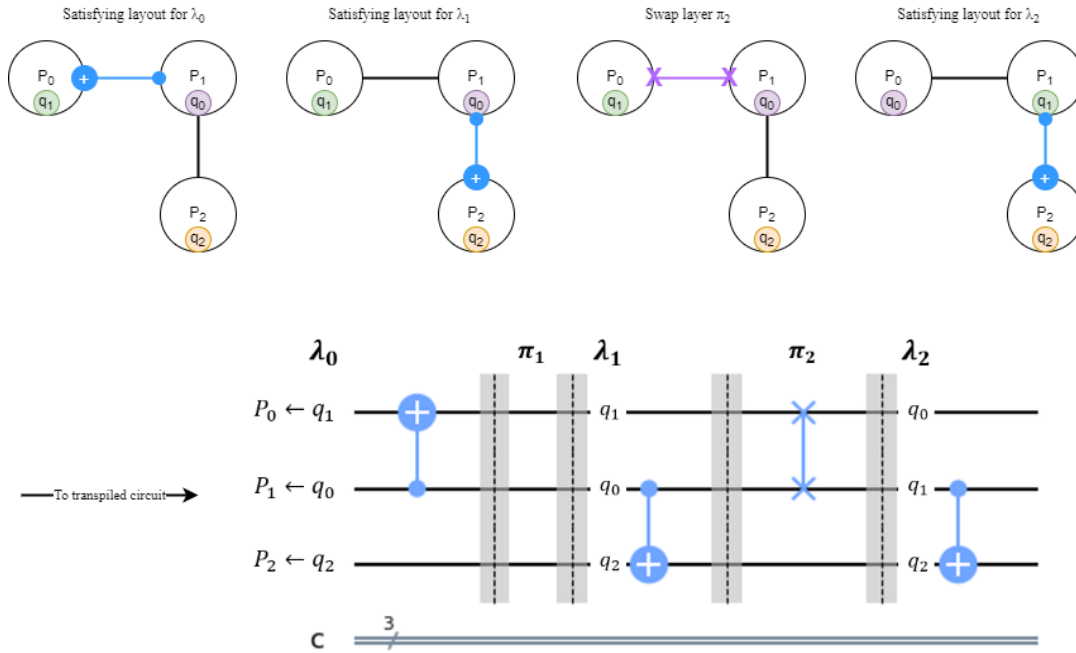 Satisfying layout for λ₀
Satisfying layout for λ₁
Swap layer π₂
Satisfying layout for λ₂
P₀ P₁
q₁ q₀
P₂
q₂
P₀ P₁
q₁ q₀
P₂
q₂
P₀ P₁
q₁ q₀
P₂
q₂
P₀ P₁
q₀ q₁
P₂
q₂
λ₀ π₁ λ₁ π₂ λ₂
P₀ ← q₁ q₁ q₀
To transpiled circuit P₁ ← q₀ q₀ q₁
P₂ ← q₂ q₂ q₂
3
C